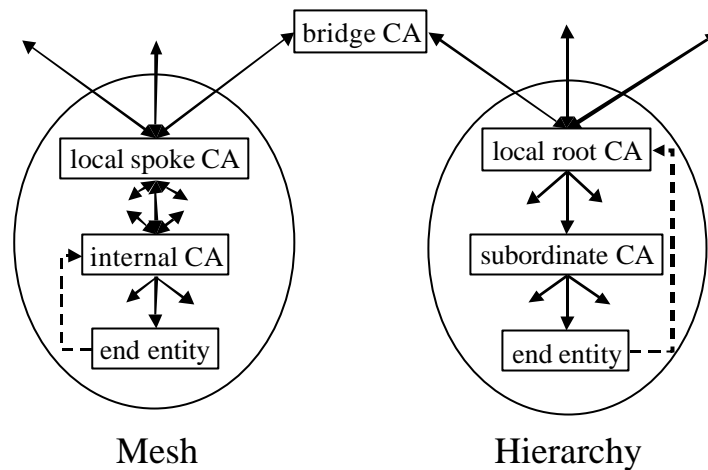 bridge CA
local spoke CA
internal CA
end entity
Mesh
local root CA
subordinate CA
end entity
Hierarchy